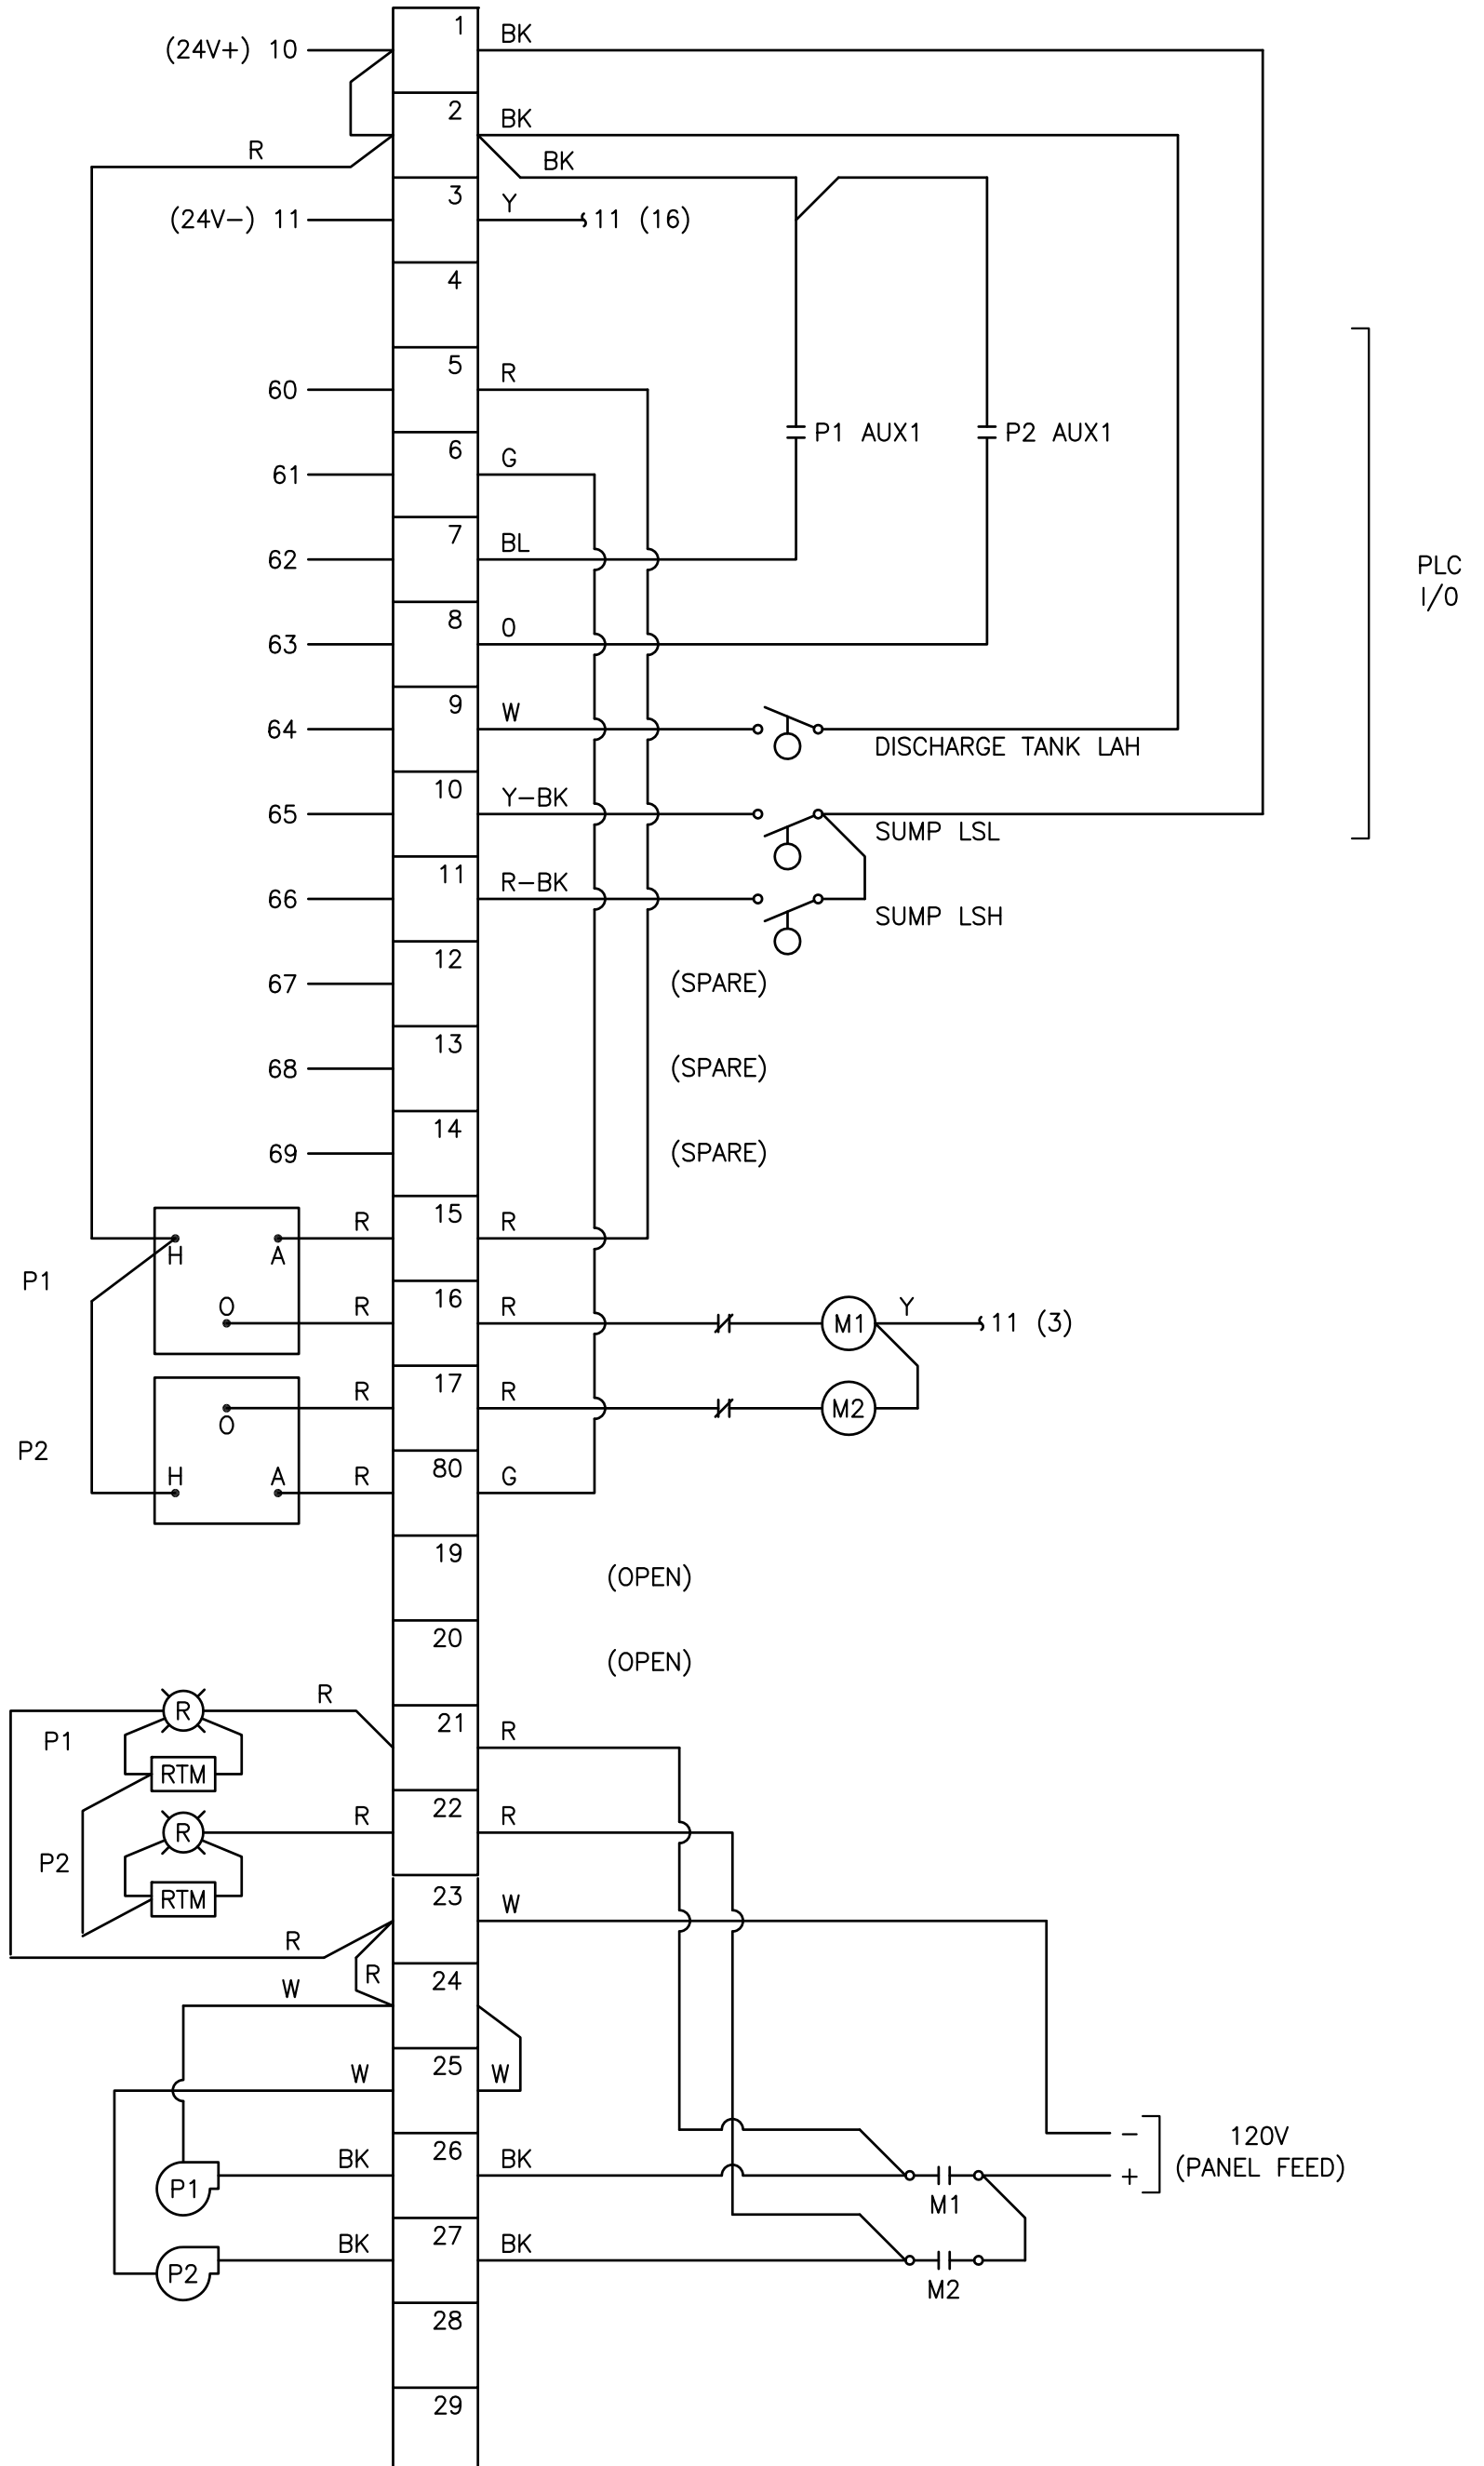 1
(24V+) 10
BK
2
BK
R
BK
3
(24V-) 11
Y
11 (16)
4
5
60
R
P1 AUX1
P2 AUX1
6
61
G
7
62
BL
PLC
I/O
8
63
O
9
64
W
DISCHARGE TANK LAH
10
65
Y-BK
SUMP LSL
11
66
R-BK
SUMP LSH
12
67
(SPARE)
13
68
(SPARE)
14
69
(SPARE)
15
R
R
H
A
P1
16
O
R
R
M1
Y
11 (3)
17
R
R
M2
O
P2
80
H
A
R
G
19
(OPEN)
20
(OPEN)
R
R
21
R
P1
RTM
22
R
R
R
P2
RTM
23
W
R
R
24
W
25
W
W
120V
(PANEL FEED)
-
+
26
BK
BK
P1
M1
27
BK
BK
P2
M2
28
29